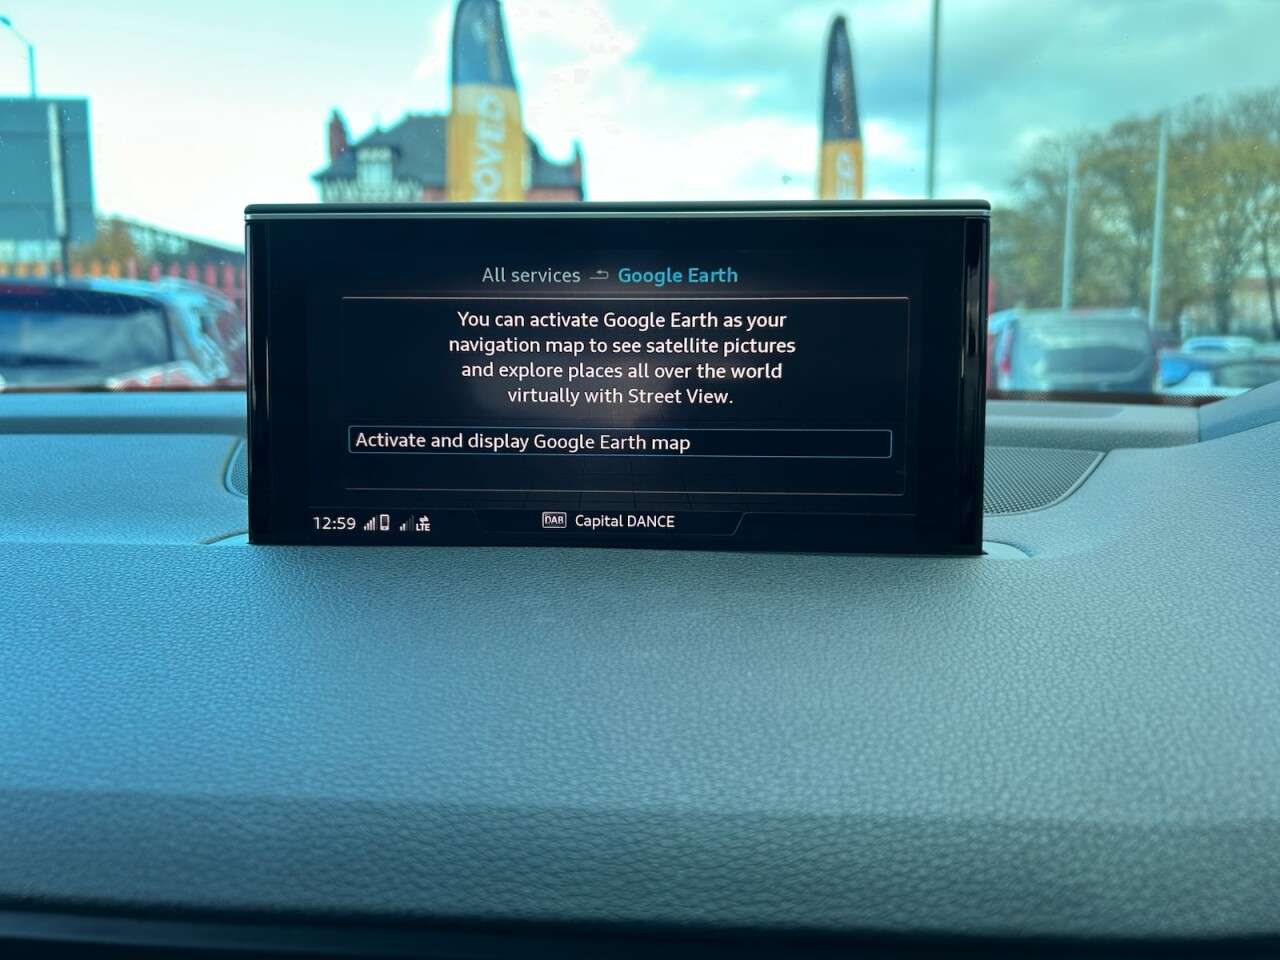 All services Google Earth
You can activate Google Earth as your
navigation map to see satellite pictures
and explore places all over the world
virtually with Street View.
Activate and display Google Earth map
12:59 LTE DAB Capital DANCE